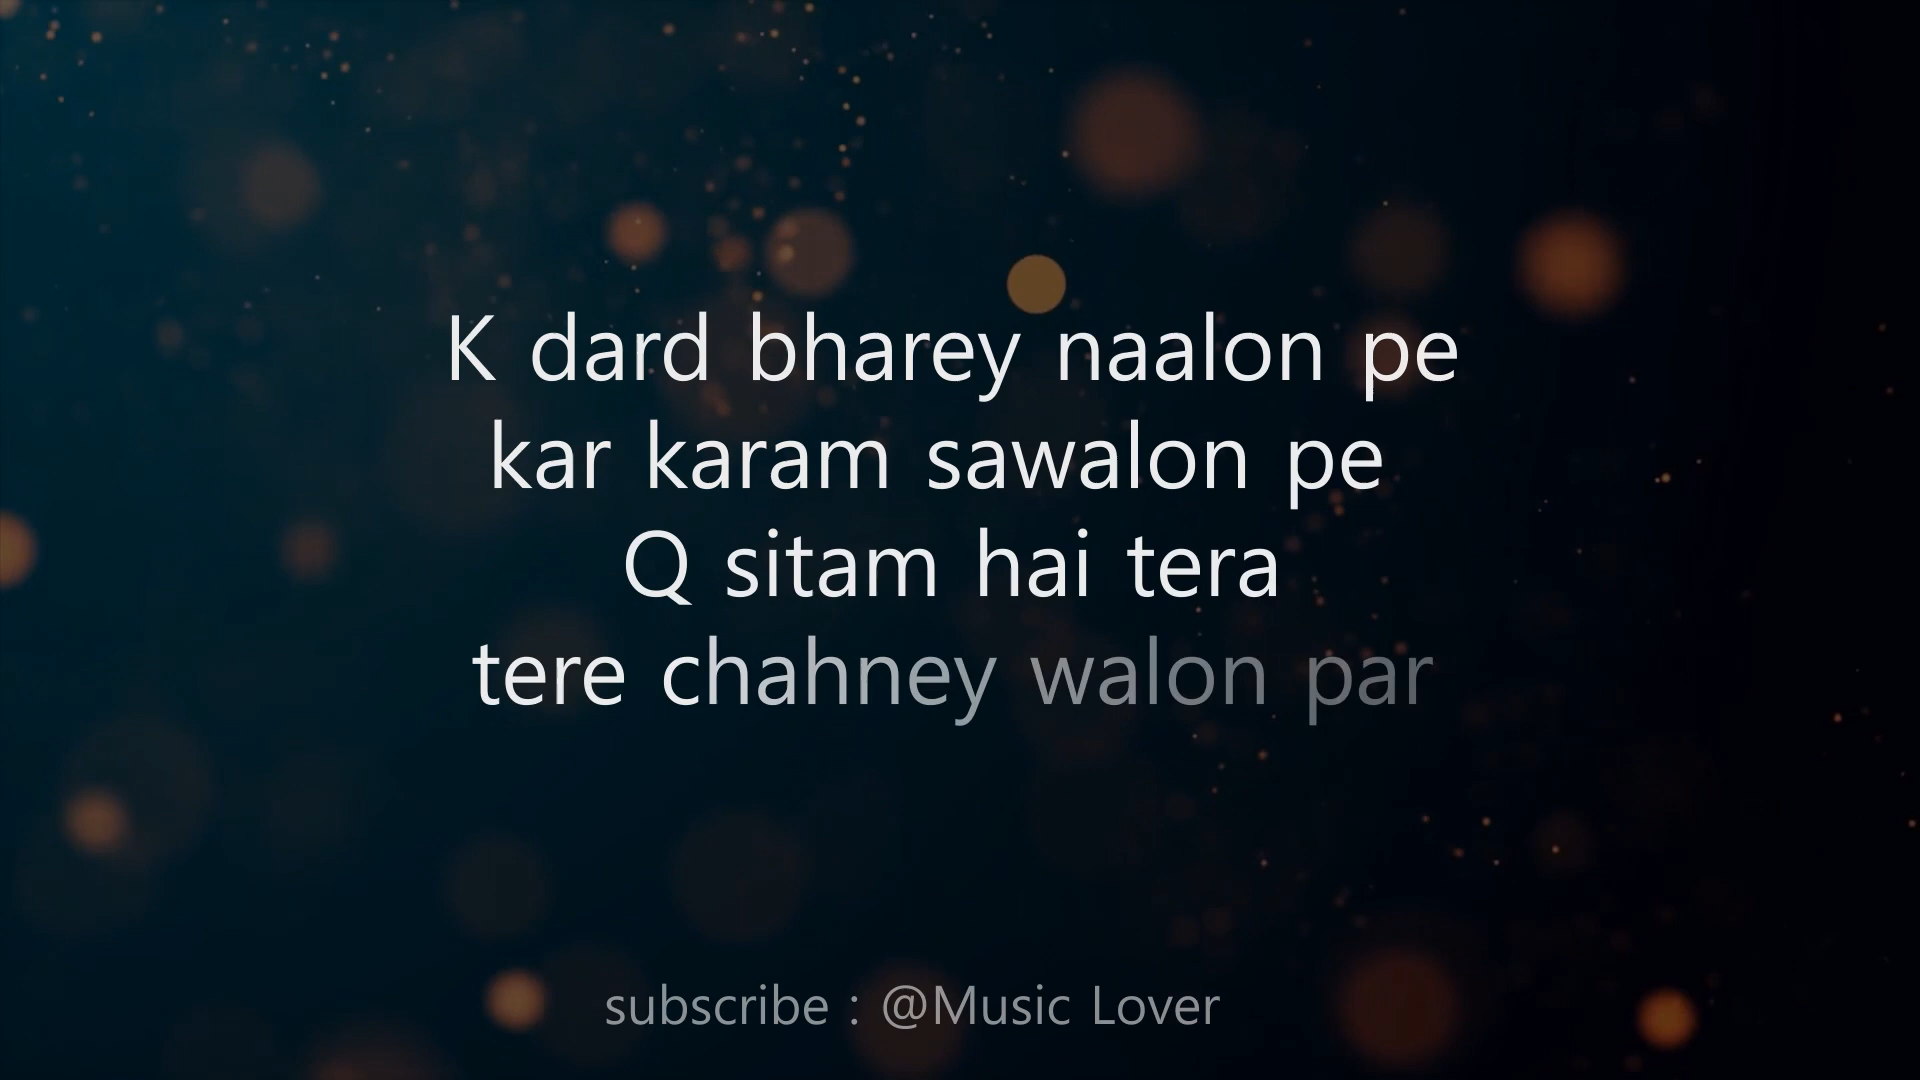 K dard bharey naalon pe
kar karam sawalon pe
Q sitam hai tera
tere chahney walon par
subscribe : @Music Lover